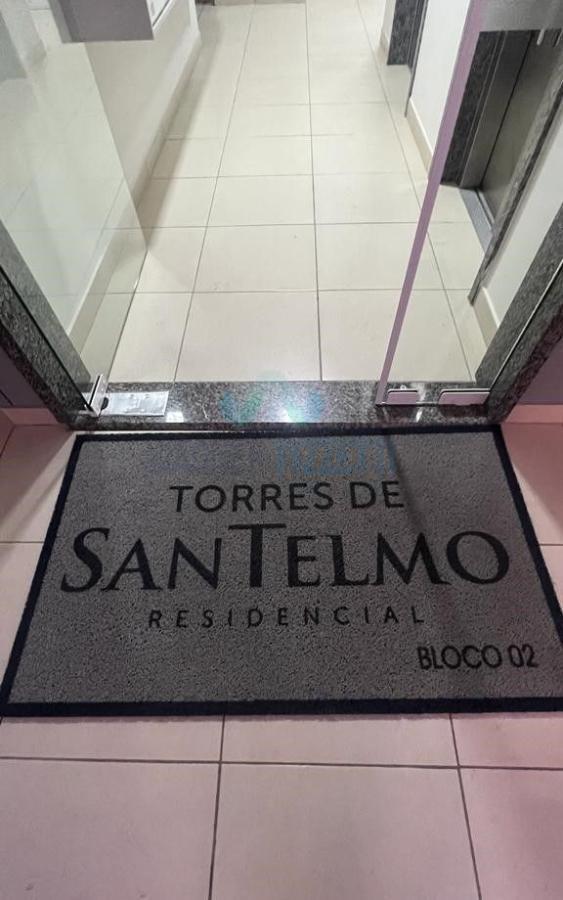 TORRES DE
SANTELMO
RESIDENCIAL
BLOCO 02